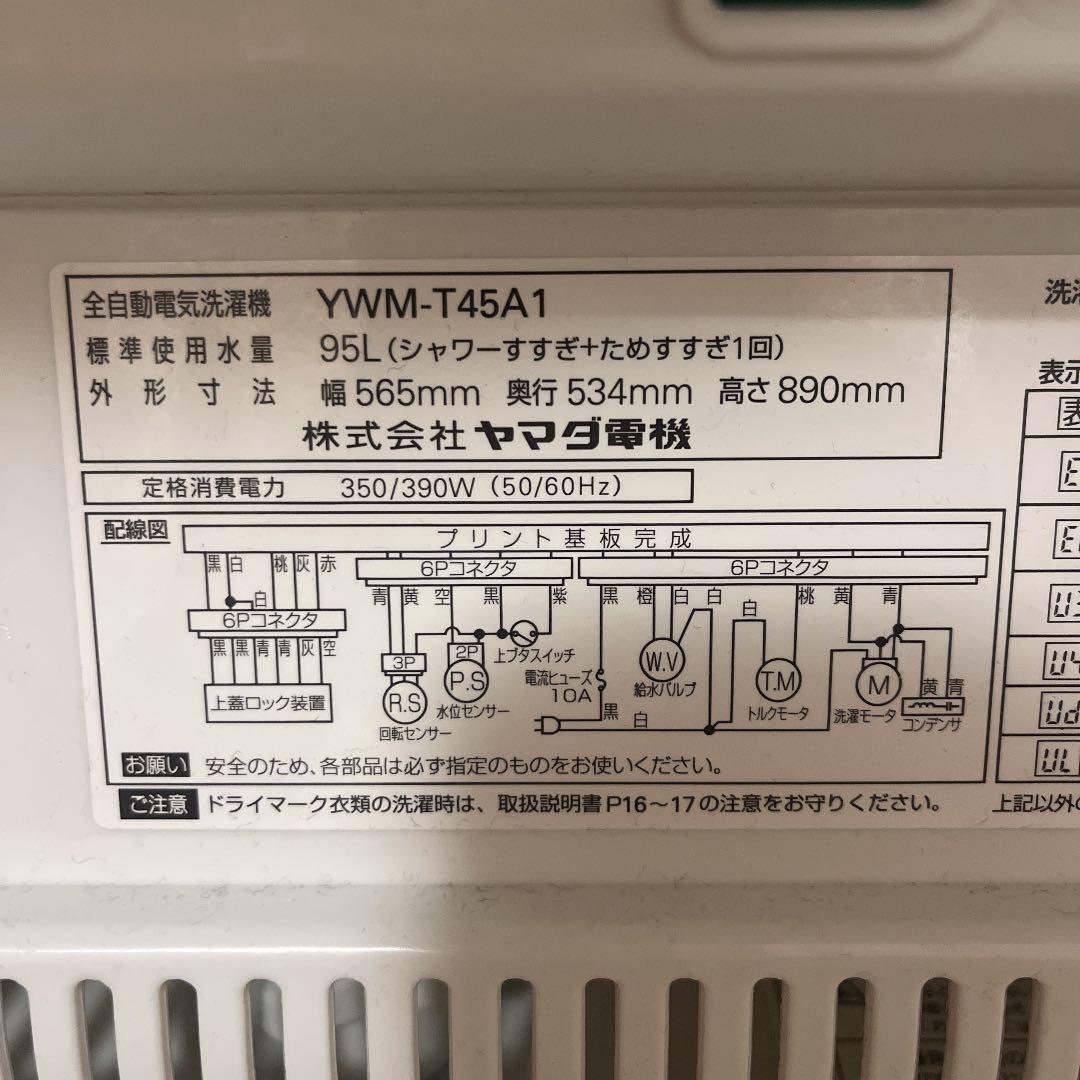 全自動電気洗濯機 YWM-T45A1
標準使用水量 95L(シャワーすすぎ+ためすすぎ1回)
外形寸法 幅565mm 奥行534mm 高さ890mm
株式会社ヤマダ電機
定格消費電力 350/390W(50/60Hz)
配線図
プリント基板完成
黒 白 桃 灰 赤
6Pコネクタ 6Pコネクタ
青 黄 空 黒 紫 黒 橙 白 白 白 桃 黄 青
白
6Pコネクタ
黒 黒 青 青 灰 空
上蓋ロック装置
3P 2P
R.S P.S
上ブタスイッチ
回転センサー
水位センサー
電流ヒューズ
10A
黒 白
W.V
給水バルブ
T.M
トルクモータ
M
洗濯モータ
黄 青
コンデンサ
お願い 安全のため、各部品は必ず指定のものをお使いください。
ご注意 ドライマーク衣類の洗濯時は、取扱説明書P16〜17の注意をお守りください。
表示
上記以外の